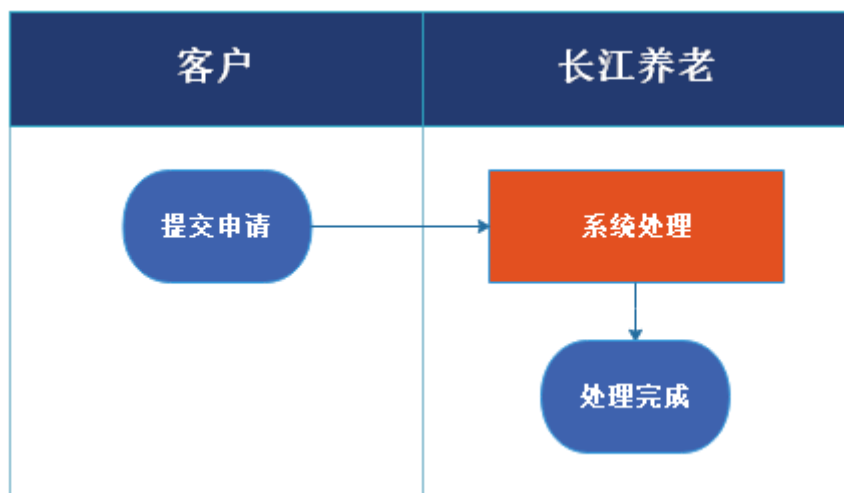 客户
长江养老
提交申请
系统处理
处理完成